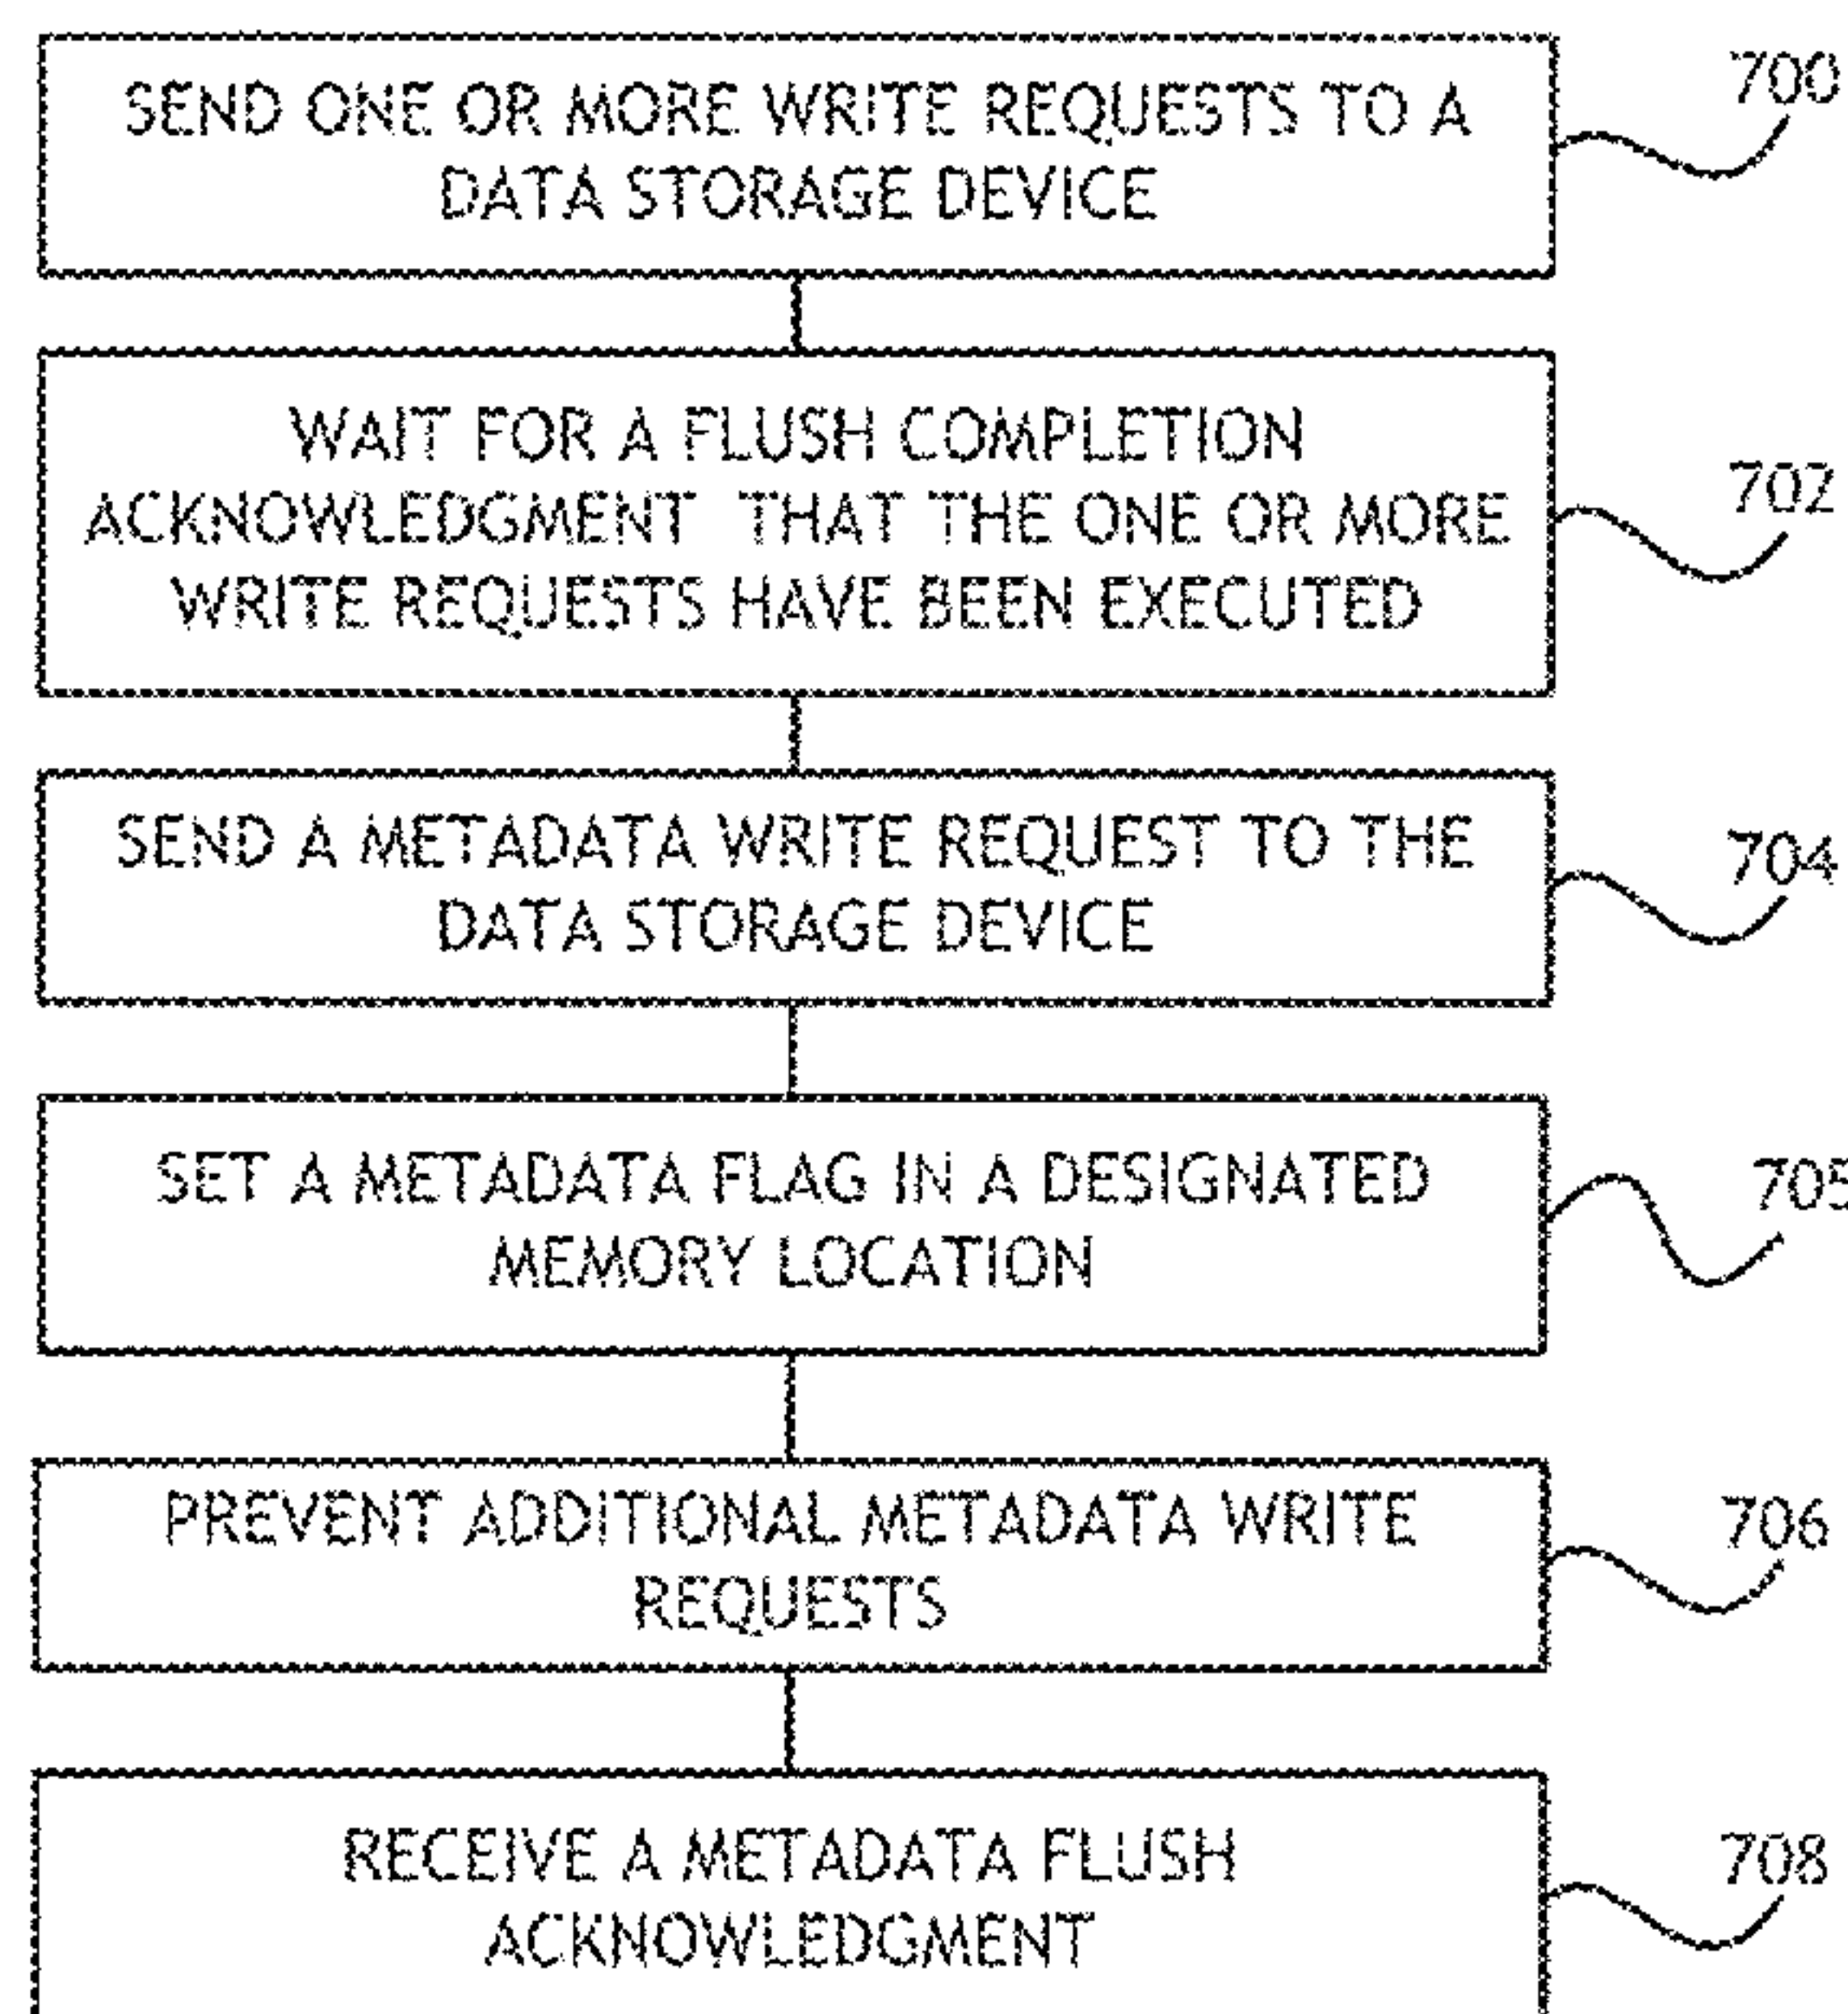 SEND ONE OR MORE WRITE REQUESTS TO A
DATA STORAGE DEVICE
700
WAIT FOR A FLUSH COMPLETION
ACKNOWLEDGMENT THAT THE ONE OR MORE
WRITE REQUESTS HAVE BEEN EXECUTED
702
SEND A METADATA WRITE REQUEST TO THE
DATA STORAGE DEVICE
704
SET A METADATA FLAG IN A DESIGNATED
MEMORY LOCATION
705
PREVENT ADDITIONAL METADATA WRITE
REQUESTS
706
RECEIVE A METADATA FLUSH
ACKNOWLEDGMENT
708